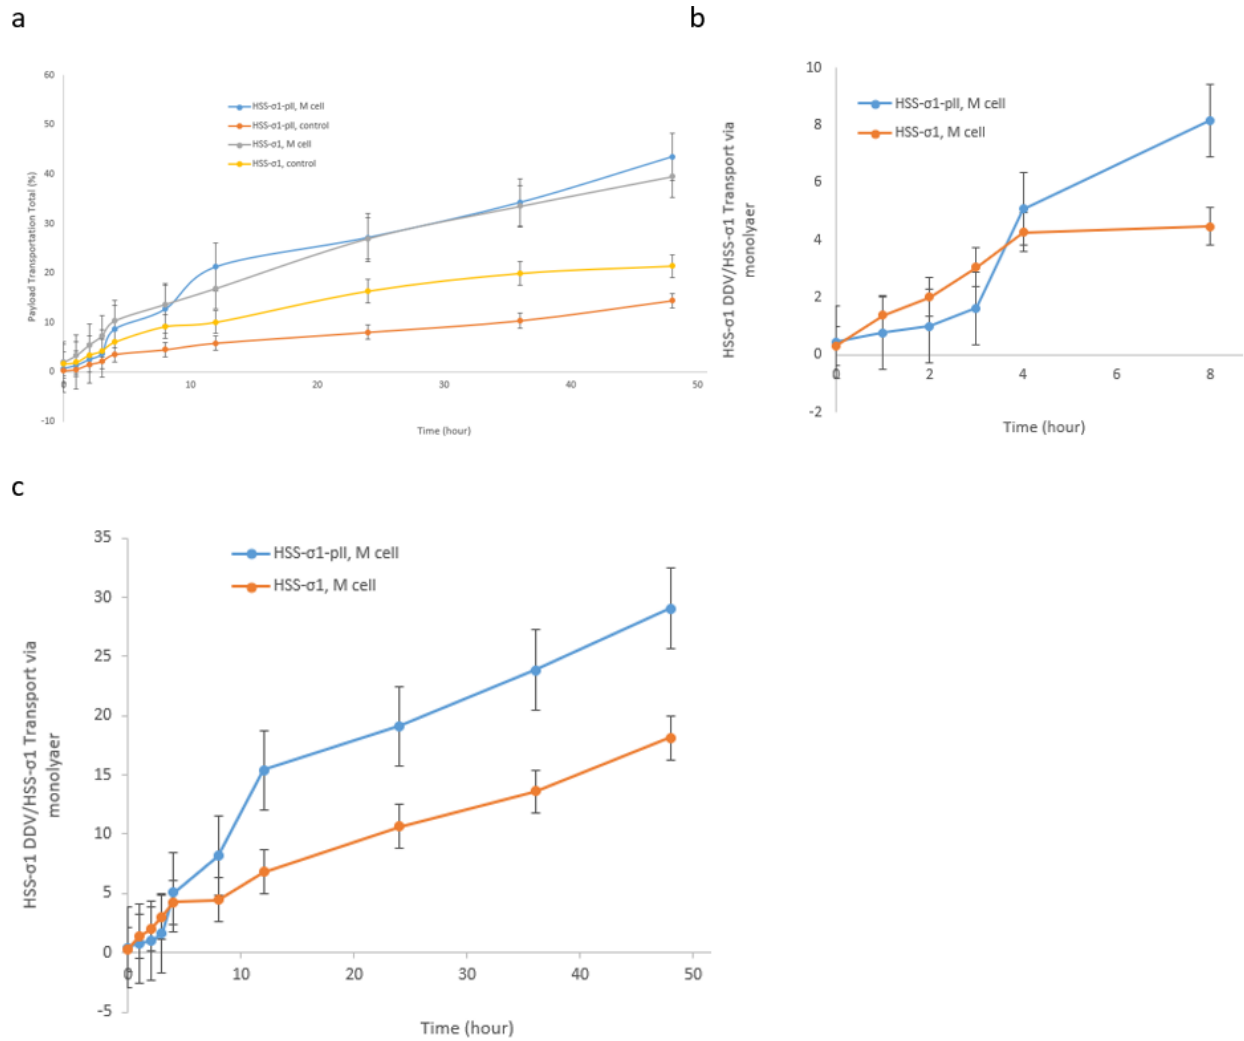 a
60
50
40
30
20
10
0
-10
Payload Transportation Total (%)
HSS-σ1-pII, M cell
HSS-σ1-pII, control
HSS-σ1, M cell
HSS-σ1, control
0 10 20 30 40 50
Time (hour)
b
10
8
6
4
2
0
-2
HSS-σ1 DDV/HSS-σ1 Transport via
monolyaer
HSS-σ1-pII, M cell
HSS-σ1, M cell
0 2 4 6 8
Time (hour)
c
35
30
25
20
15
10
5
0
-5
HSS-σ1 DDV/HSS-σ1 Transport via
monolyaer
HSS-σ1-pII, M cell
HSS-σ1, M cell
0 10 20 30 40 50
Time (hour)